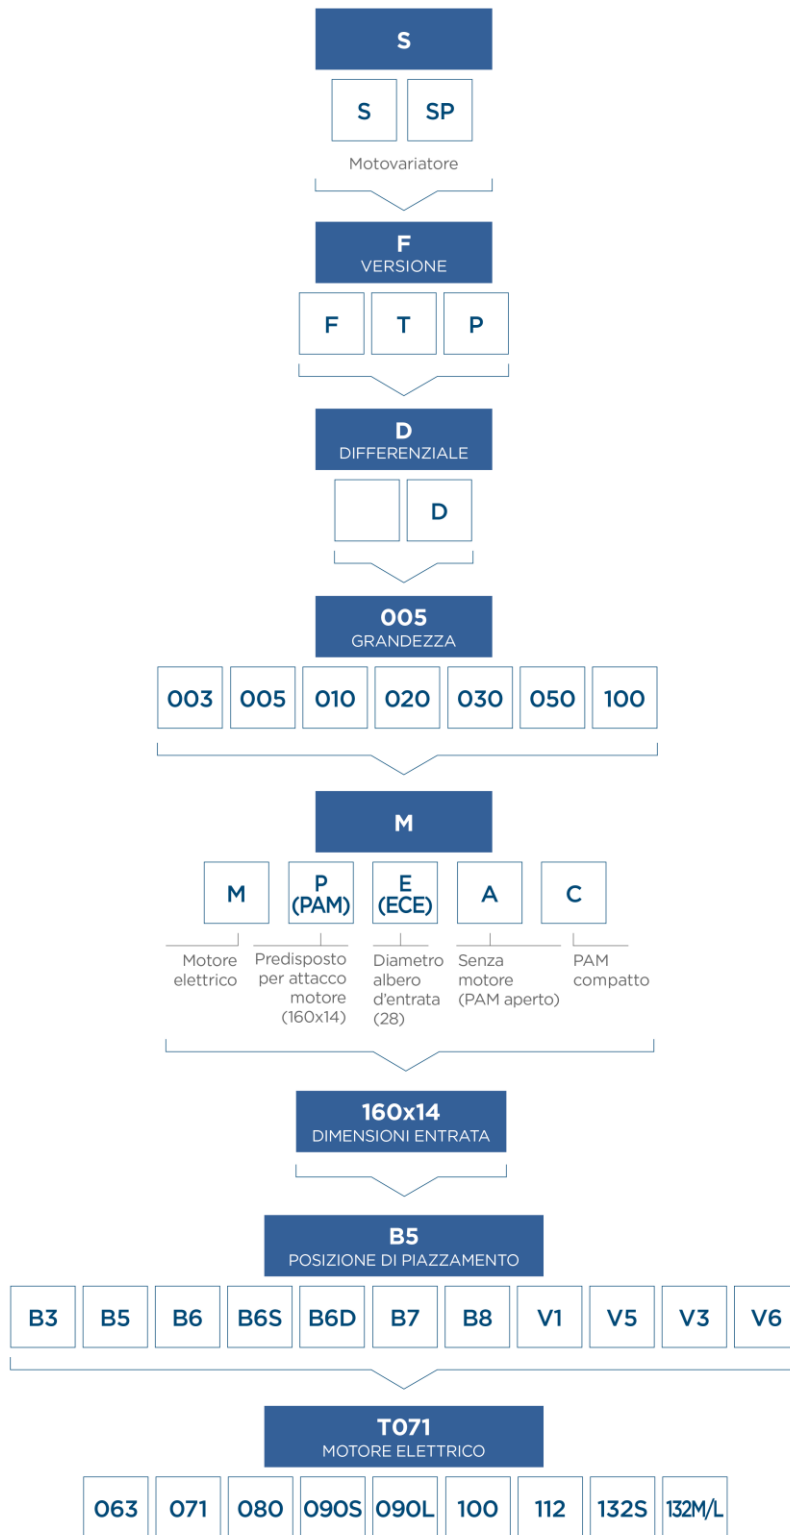 S
S SP
Motovariatore
F
VERSIONE
F T P
D
DIFFERENZIALE
D
005
GRANDEZZA
003 005 010 020 030 050 100
M
M
P
(PAM)
E
(ECE)
A
C
Motore
elettrico
Predisposto
per attacco
motore
(160x14)
Diametro
albero
d'entrata
(28)
Senza
motore
(PAM aperto)
PAM
compatto
160x14
DIMENSIONI ENTRATA
B5
POSIZIONE DI PIAZZAMENTO
B3 B5 B6 B6S B6D B7 B8 V1 V5 V3 V6
T071
MOTORE ELETTRICO
063 071 080 090S 090L 100 112 132S 132M/L